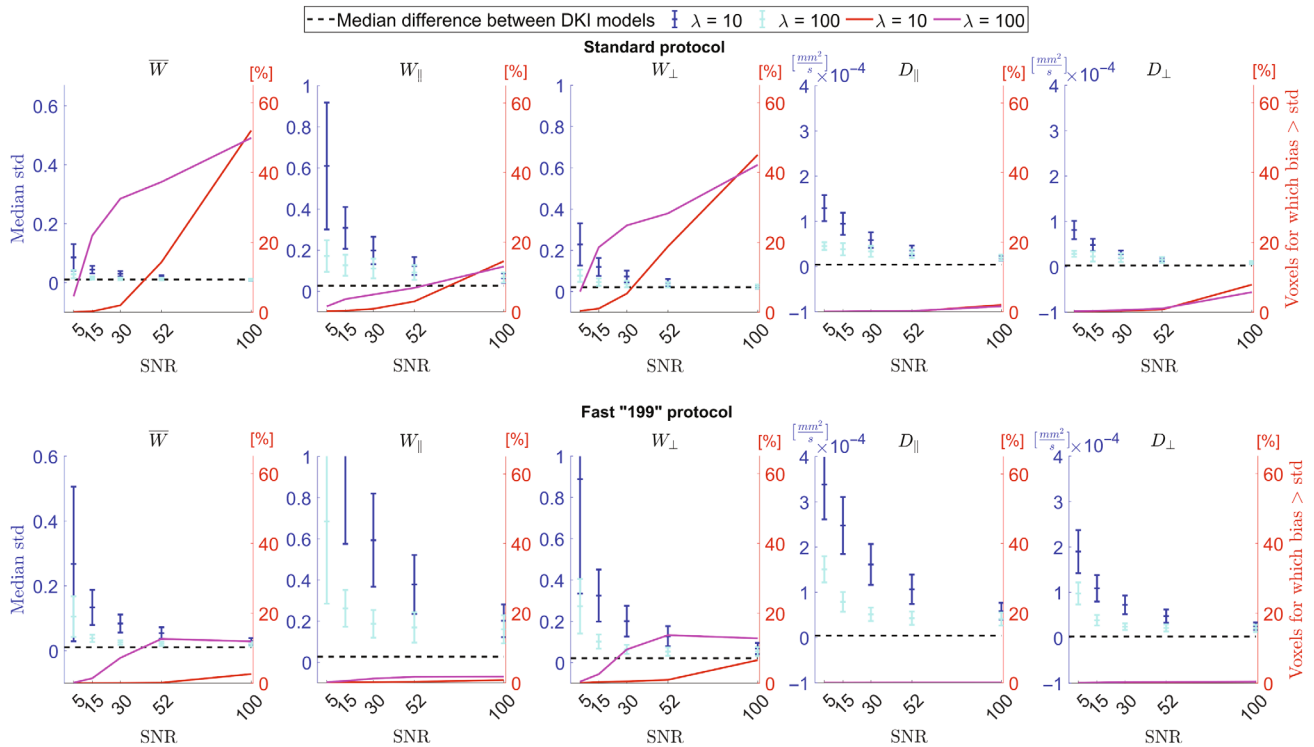 Median difference between DKI models λ = 10 λ = 100 λ = 10 λ = 100
Standard protocol
W̅ [%] W∥ [%] W⊥ [%] [mm²/s] ×10⁻⁴ D∥ [%] [mm²/s] ×10⁻⁴ D⊥ [%]
Median std
0.6 0.4 0.2 0
60 40 20 0
1 0.8 0.6 0.4 0.2 0
60 40 20 0
1 0.8 0.6 0.4 0.2 0
60 40 20 0
4 3 2 1 0 −1
60 40 20 0
4 3 2 1 0 −1
60 40 20 0
Voxels for which bias > std
5 15 30 52 100 5 15 30 52 100 5 15 30 52 100 5 15 30 52 100 5 15 30 52 100
SNR SNR SNR SNR SNR
Fast "199" protocol
W̅ [%] W∥ [%] W⊥ [%] [mm²/s] ×10⁻⁴ D∥ [%] [mm²/s] ×10⁻⁴ D⊥ [%]
Median std
0.6 0.4 0.2 0
60 40 20 0
1 0.8 0.6 0.4 0.2 0
60 40 20 0
1 0.8 0.6 0.4 0.2 0
60 40 20 0
4 3 2 1 0 −1
60 40 20 0
4 3 2 1 0 −1
60 40 20 0
Voxels for which bias > std
5 15 30 52 100 5 15 30 52 100 5 15 30 52 100 5 15 30 52 100 5 15 30 52 100
SNR SNR SNR SNR SNR